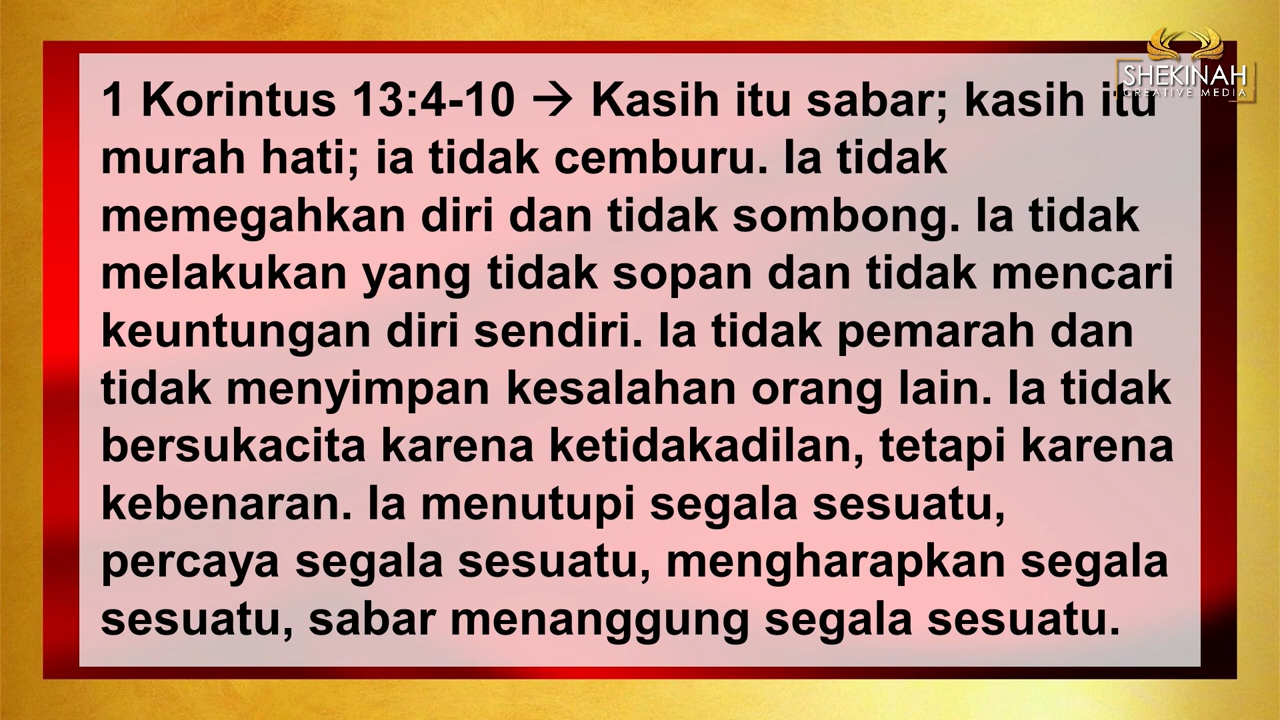 SHEKINAH
CREATIVE MEDIA
1 Korintus 13:4-10 → Kasih itu sabar; kasih itu
murah hati; ia tidak cemburu. Ia tidak
memegahkan diri dan tidak sombong. Ia tidak
melakukan yang tidak sopan dan tidak mencari
keuntungan diri sendiri. Ia tidak pemarah dan
tidak menyimpan kesalahan orang lain. Ia tidak
bersukacita karena ketidakadilan, tetapi karena
kebenaran. Ia menutupi segala sesuatu,
percaya segala sesuatu, mengharapkan segala
sesuatu, sabar menanggung segala sesuatu.